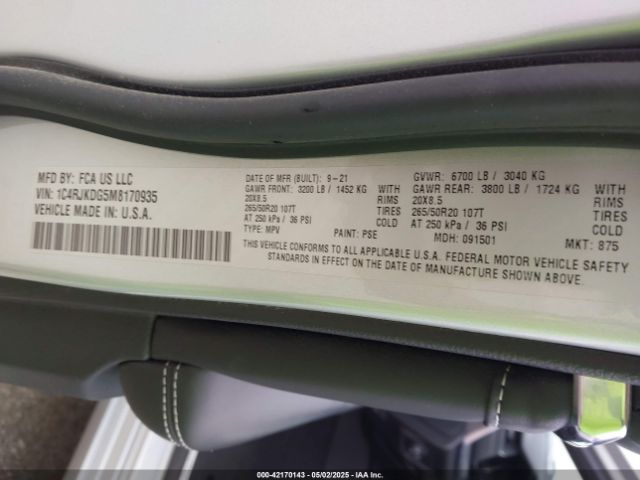 MFD BY: FCA US LLC
VIN: 1C4RJKDG5M8170935
VEHICLE MADE IN U.S.A.
DATE OF MFR (BUILT): 9-21
GAWR FRONT: 3200 LB/ 1452 KG WITH
20X8.5 RIMS
265/50R20 107T TIRES
AT 250 kPa / 36 PSI COLD
TYPE: MPV PAINT: PSE
GVWR: 6700 LB/ 3040 KG
GAWR REAR: 3800 LB/ 1724 KG WITH
20X8.5 RIMS
265/50R20 107T TIRES
AT 250 kPa/ 36 PSI COLD
MDH: 091501 MKT: 875
THIS VEHICLE CONFORMS TO ALL APPLICABLE U.S.A. FEDERAL MOTOR VEHICLE SAFETY
STANDARDS IN EFFECT ON THE DATE OF MANUFACTURE SHOWN ABOVE.
000-42170143 - 05/02/2025 - IAA Inc.